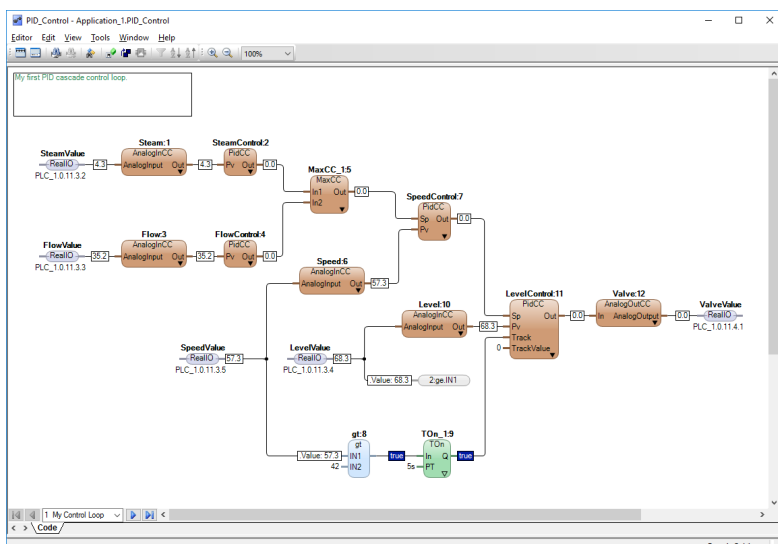 PID_Control - Application_1.PID_Control
Editor Edit View Tools Window Help
100%
My first PID cascade control loop.
Steam:1
SteamControl:2
SteamValue
AnalogInCC
PidCC
RealIO 4.3 AnalogInput Out 4.3 Pv Out 0.0
PLC_1.0.11.3.2
MaxCC_1:5
MaxCC
In1 Out 0.0
In2
SpeedControl:7
PidCC
Sp Out 0.0
Pv
Flow:3
FlowControl:4
FlowValue
AnalogInCC
PidCC
RealIO 35.2 AnalogInput Out 35.2 Pv Out 0.0
PLC_1.0.11.3.3
Speed:6
AnalogInCC
AnalogInput Out 57.3
Level:10
AnalogInCC
AnalogInput Out 68.3
LevelControl:11
PidCC
Sp Out 0.0
Pv
Track
0 TrackValue
Valve:12
AnalogOutCC
In AnalogOutput 0.0
ValveValue
RealIO
PLC_1.0.11.4.1
SpeedValue
RealIO 57.3
PLC_1.0.11.3.5
LevelValue
RealIO 68.3
PLC_1.0.11.3.4
Value: 68.3 2:ge.IN1
gt:8
gt
Value: 57.3 IN1 true
42 IN2
TOn_1:9
TOn
In Q true
5s PT
1 My Control Loop
Code